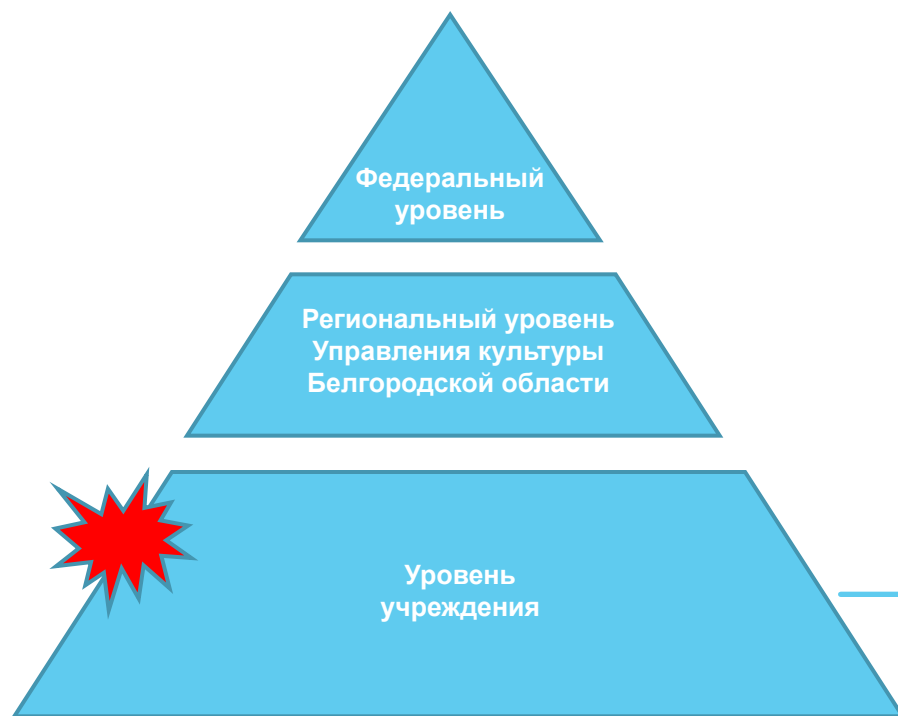 Федеральный
уровень
Региональный уровень
Управления культуры
Белгородской области
Уровень
учреждения